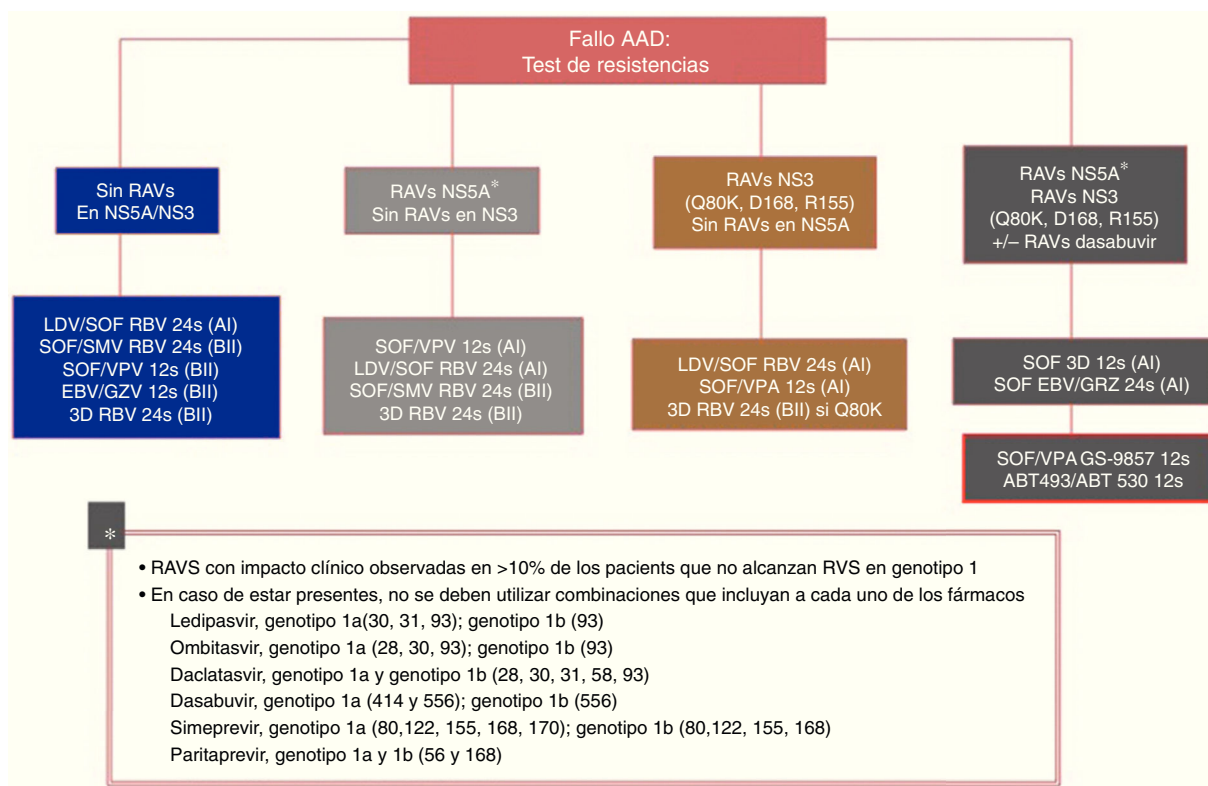 Fallo AAD:
Test de resistencias
Sin RAVs
En NS5A/NS3
RAVs NS5A*
Sin RAVs en NS3
RAVs NS3
(Q80K, D168, R155)
Sin RAVs en NS5A
RAVs NS5A*
RAVs NS3
(Q80K, D168, R155)
+/– RAVs dasabuvir
LDV/SOF RBV 24s (AI)
SOF/SMV RBV 24s (BII)
SOF/VPV 12s (BII)
EBV/GZV 12s (BII)
3D RBV 24s (BII)
SOF/VPV 12s (AI)
LDV/SOF RBV 24s (AI)
SOF/SMV RBV 24s (BII)
3D RBV 24s (BII)
LDV/SOF RBV 24s (AI)
SOF/VPA 12s (AI)
3D RBV 24s (BII) si Q80K
SOF 3D 12s (AI)
SOF EBV/GRZ 24s (AI)
SOF/VPA GS-9857 12s
ABT493/ABT 530 12s
*
• RAVS con impacto clínico observadas en >10% de los pacients que no alcanzan RVS en genotipo 1
• En caso de estar presentes, no se deben utilizar combinaciones que incluyan a cada uno de los fármacos
Ledipasvir, genotipo 1a(30, 31, 93); genotipo 1b (93)
Ombitasvir, genotipo 1a (28, 30, 93); genotipo 1b (93)
Daclatasvir, genotipo 1a y genotipo 1b (28, 30, 31, 58, 93)
Dasabuvir, genotipo 1a (414 y 556); genotipo 1b (556)
Simeprevir, genotipo 1a (80,122, 155, 168, 170); genotipo 1b (80,122, 155, 168)
Paritaprevir, genotipo 1a y 1b (56 y 168)